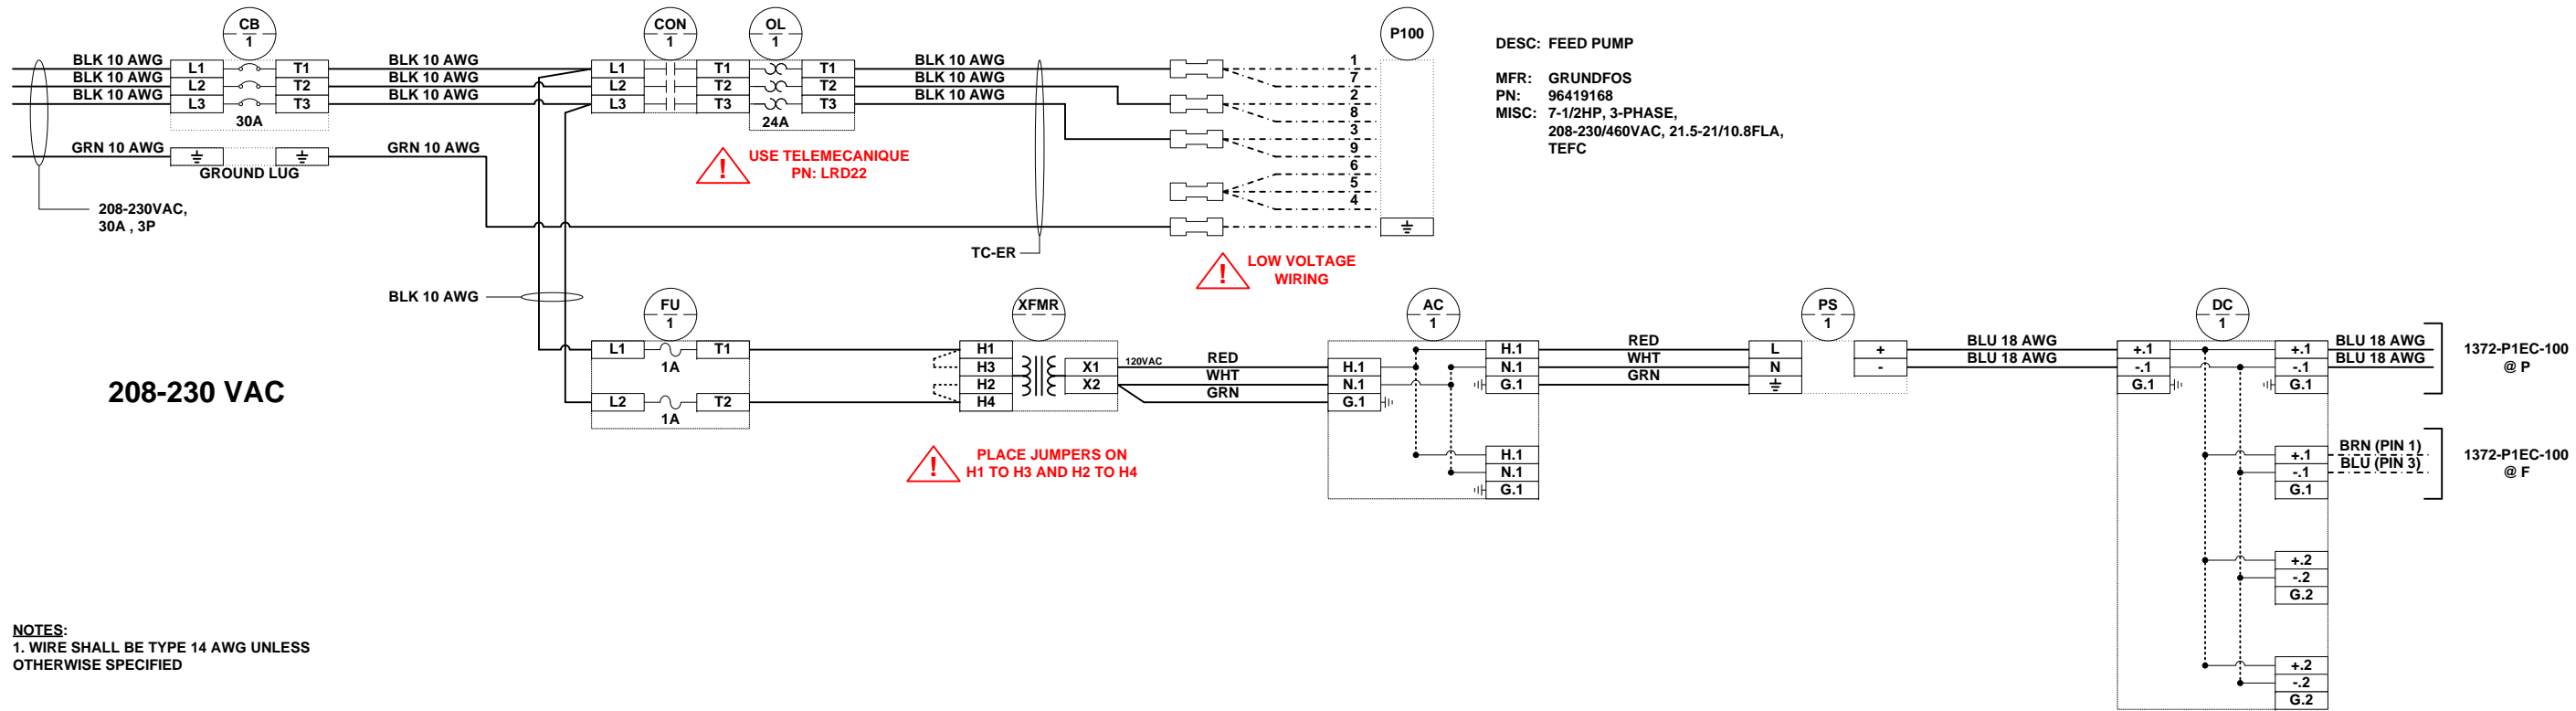 CB
1
CON
1
OL
1
P100
DESC: FEED PUMP
MFR: GRUNDFOS
PN: 96419168
MISC: 7-1/2HP, 3-PHASE,
208-230/460VAC, 21.5-21/10.8FLA,
TEFC
BLK 10 AWG L1 T1 BLK 10 AWG L1 T1 T1 BLK 10 AWG 1
BLK 10 AWG L2 T2 BLK 10 AWG L2 T2 T2 BLK 10 AWG 7
BLK 10 AWG L3 T3 BLK 10 AWG L3 T3 T3 BLK 10 AWG 2
30A
24A
8
3
9
6
5
4
GRN 10 AWG GRN 10 AWG
GROUND LUG
! USE TELEMECANIQUE
PN: LRD22
208-230VAC,
30A , 3P
TC-ER
! LOW VOLTAGE
WIRING
BLK 10 AWG
FU
1
XFMR
AC
1
PS
1
DC
1
L1 T1
1A
L2 T2
1A
H1
H3
H2
H4
X1
X2
120VAC
RED
WHT
GRN
H.1
N.1
G.1
H.1
N.1
G.1
H.1
N.1
G.1
RED
WHT
GRN
L
N
+
-
BLU 18 AWG
BLU 18 AWG
+.1
-.1
G.1
+.1
-.1
G.1
BLU 18 AWG
BLU 18 AWG
1372-P1EC-100
@ P
+.1
-.1
G.1
BRN (PIN 1)
BLU (PIN 3)
1372-P1EC-100
@ F
+.2
-.2
G.2
+.2
-.2
G.2
208-230 VAC
! PLACE JUMPERS ON
H1 TO H3 AND H2 TO H4
NOTES:
1. WIRE SHALL BE TYPE 14 AWG UNLESS
OTHERWISE SPECIFIED